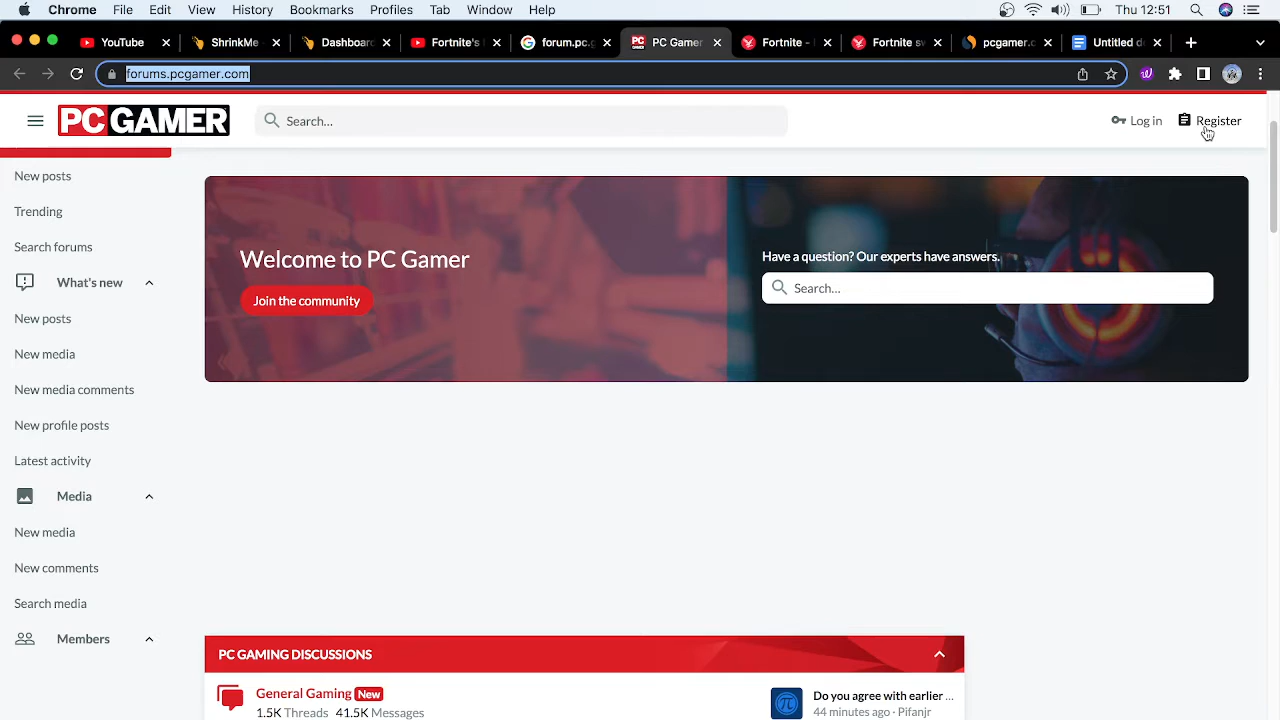 Chrome File Edit View History Bookmarks Profiles Tab Window Help Thu 12:51
YouTube ShrinkMe Dashboar Fortnite's forum.pc.g PC Gamer Fortnite - Fortnite sv pcgamer.c Untitled d
forums.pcgamer.com
PC GAMER Search... Log in Register
New posts
Trending
Search forums
What's new
New posts
New media
New media comments
New profile posts
Latest activity
Media
New media
New comments
Search media
Members
Welcome to PC Gamer
Join the community
Have a question? Our experts have answers.
Search...
PC GAMING DISCUSSIONS
General Gaming New
1.5K Threads 41.5K Messages
Do you agree with earlier ...
44 minutes ago · Pifanjr